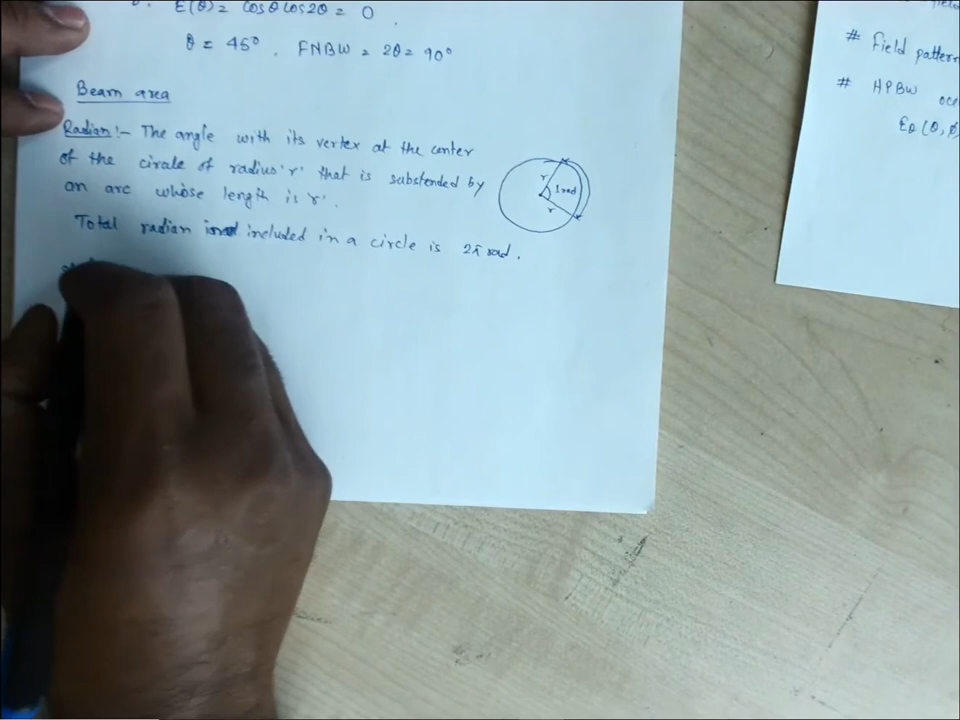 E(θ) = cosθ cos2θ = 0 .
θ = 45° . FNBW = 2θ = 90°
Beam area
Radian :- The angle with its vertex at the center
of the cirale of radius 'r' that is substended by
an arc whose length is r'.
Total radian included in a circle is 2π rad.
r
1 rad
r
# Field pattern
# HPBW